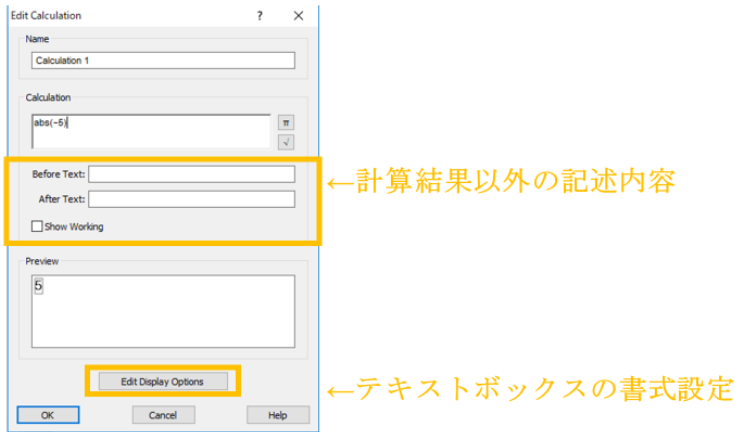 Edit Calculation ? ×
Name
Calculation 1
Calculation
abs(−5)
π
√
Before Text:
←計算結果以外の記述内容
After Text:
Show Working
Preview
5
Edit Display Options
←テキストボックスの書式設定
OK Cancel Help